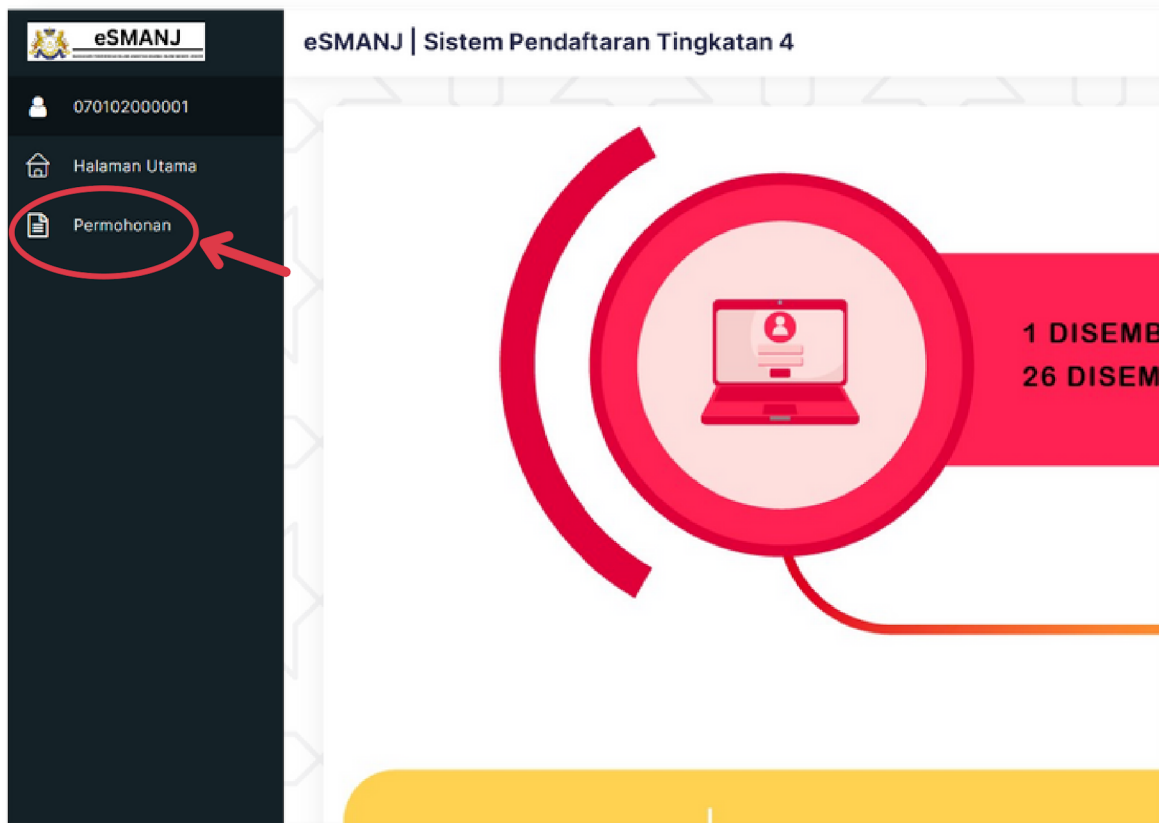 eSMANJ
eSMANJ | Sistem Pendaftaran Tingkatan 4
070102000001
Halaman Utama
Permohonan
1 DISEMB
26 DISEM